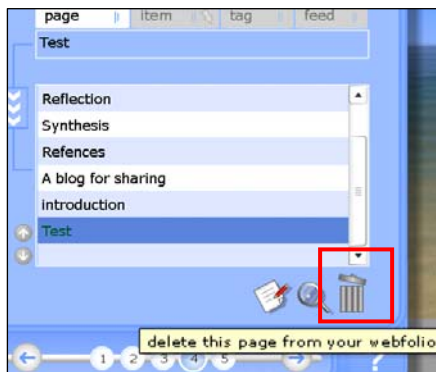 page item tag feed
Test
Reflection
Synthesis
Refences
A blog for sharing
introduction
Test
delete this page from your webfolio
1 2 3 4 5 ?